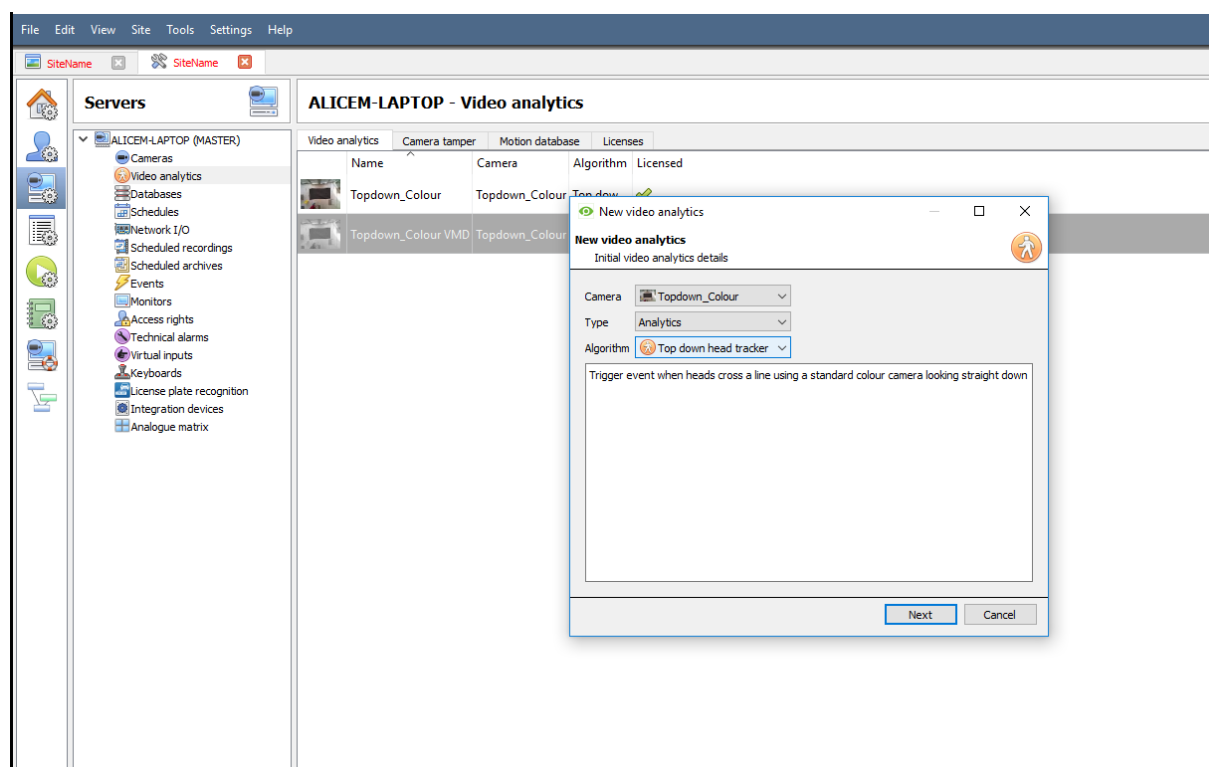 File Edit View Site Tools Settings Help
SiteName SiteName
Servers
ALICEM-LAPTOP - Video analytics
ALICEM-LAPTOP (MASTER)
Cameras
Video analytics
Databases
Schedules
Network I/O
Scheduled recordings
Scheduled archives
Events
Monitors
Access rights
Technical alarms
Virtual inputs
Keyboards
License plate recognition
Integration devices
Analogue matrix
Video analytics Camera tamper Motion database Licenses
Name Camera Algorithm Licensed
Topdown_Colour Topdown_Colour Top dow
Topdown_Colour VMD Topdown_Colour
New video analytics
New video analytics
Initial video analytics details
Camera Topdown_Colour
Type Analytics
Algorithm Top down head tracker
Trigger event when heads cross a line using a standard colour camera looking straight down
Next Cancel